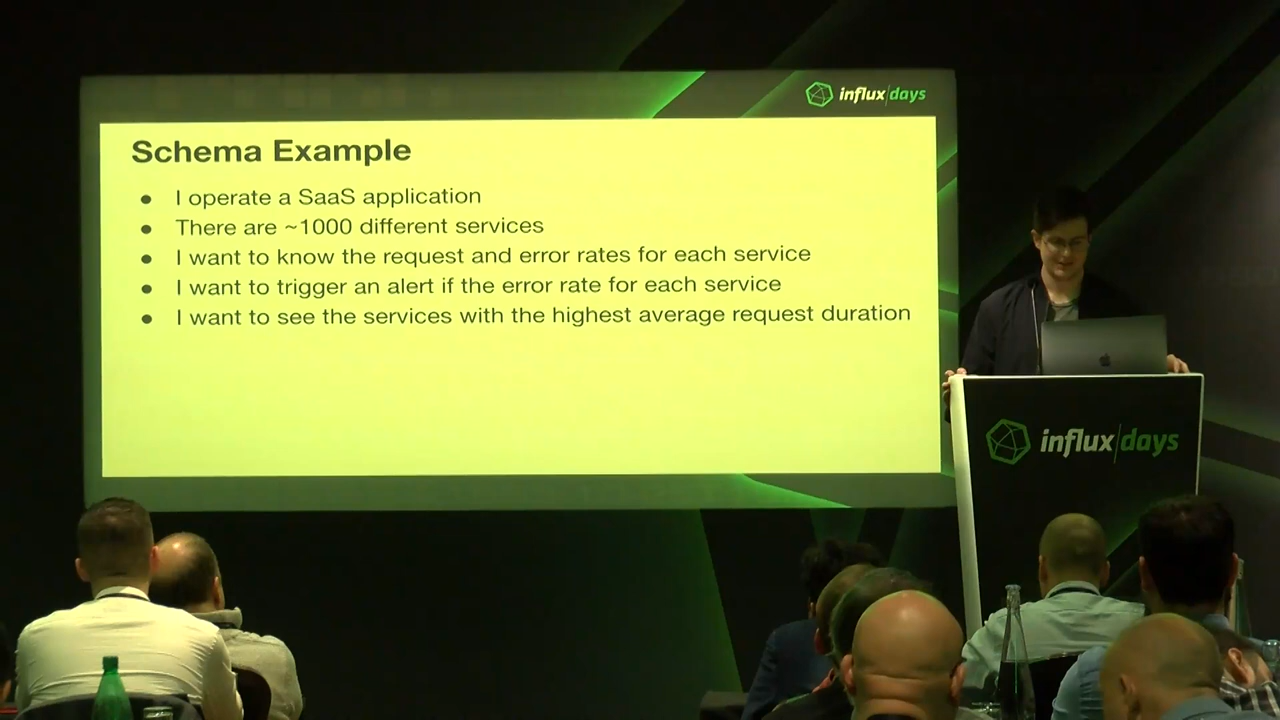 influx|days
Schema Example
● I operate a SaaS application
● There are ~1000 different services
● I want to know the request and error rates for each service
● I want to trigger an alert if the error rate for each service
● I want to see the services with the highest average request duration
influx|days